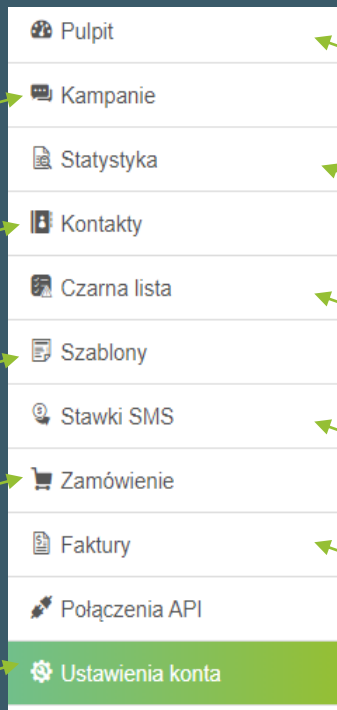 Pulpit
Kampanie
Statystyka
Kontakty
Czarna lista
Szablony
Stawki SMS
Zamówienie
Faktury
Połączenia API
Ustawienia konta